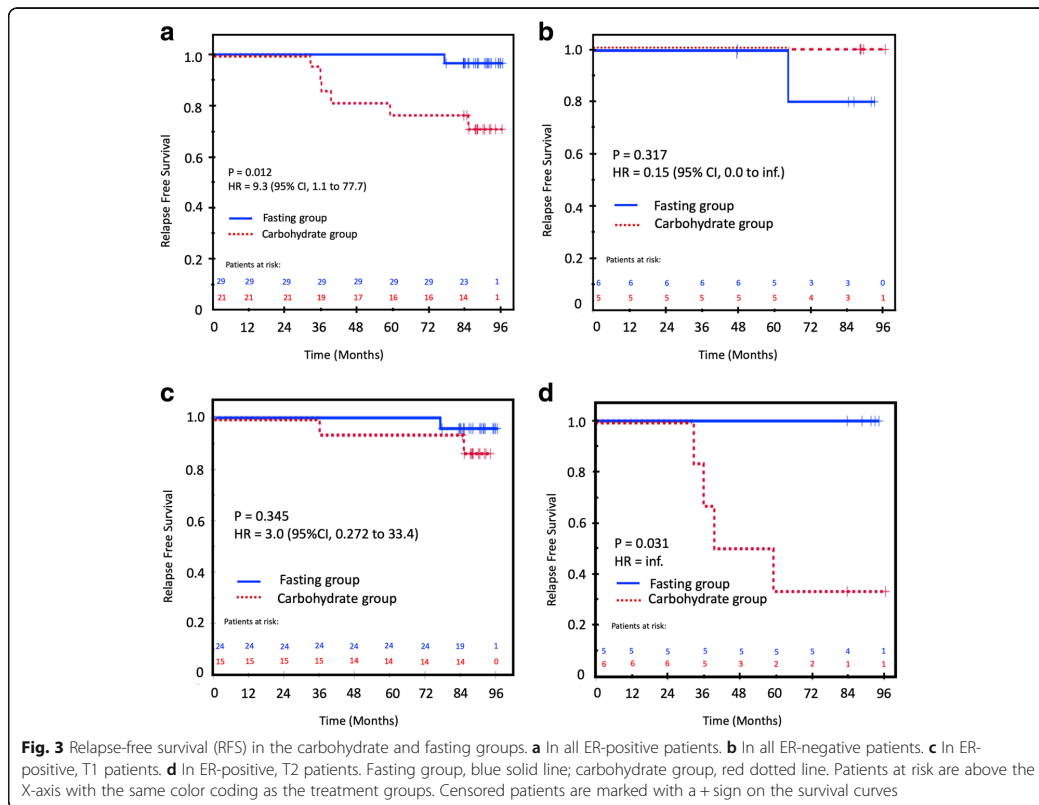 a
1.0
0.8
0.6
0.4
0.2
0
Relapse Free Survival
P = 0.012
HR = 9.3 (95% CI, 1.1 to 77.7)
Fasting group
Carbohydrate group
Patients at risk:
29 29 29 29 29 29 29 23 1
21 21 21 19 17 16 16 14 1
0 12 24 36 48 60 72 84 96
Time (Months)
b
1.0
0.8
0.6
0.4
0.2
0
Relapse Free Survival
P = 0.317
HR = 0.15 (95% CI, 0.0 to inf.)
Fasting group
Carbohydrate group
Patients at risk:
6 6 6 6 6 5 3 3 0
5 5 5 5 5 5 4 3 1
0 12 24 36 48 60 72 84 96
Time (Months)
c
1.0
0.8
0.6
0.4
0.2
0
Relapse Free Survival
P = 0.345
HR = 3.0 (95%CI, 0.272 to 33.4)
Fasting group
Carbohydrate group
Patients at risk:
24 24 24 24 24 24 24 19 1
15 15 15 15 14 14 14 14 0
0 12 24 36 48 60 72 84 96
Time (Months)
d
1.0
0.8
0.6
0.4
0.2
0
Relapse Free Survival
P = 0.031
HR = inf.
Fasting group
Carbohydrate group
Patients at risk:
5 5 5 5 5 5 5 4 1
6 6 6 5 3 2 2 1 1
0 12 24 36 48 60 72 84 96
Time (Months)
Fig. 3 Relapse-free survival (RFS) in the carbohydrate and fasting groups. a In all ER-positive patients. b In all ER-negative patients. c In ER-
positive, T1 patients. d In ER-positive, T2 patients. Fasting group, blue solid line; carbohydrate group, red dotted line. Patients at risk are above the
X-axis with the same color coding as the treatment groups. Censored patients are marked with a + sign on the survival curves